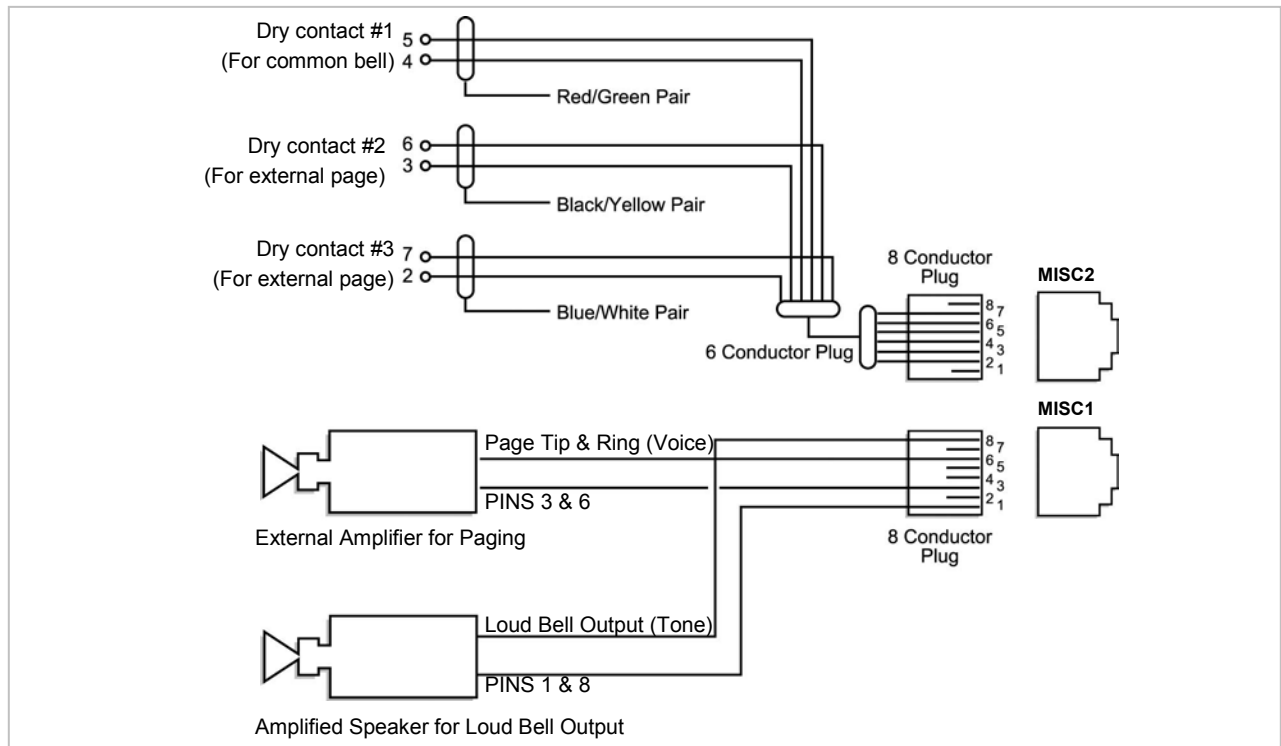 Dry contact #1
(For common bell)
5
4
Red/Green Pair
Dry contact #2
(For external page)
6
3
Black/Yellow Pair
Dry contact #3
(For external page)
7
2
Blue/White Pair
6 Conductor Plug
8 Conductor
Plug
8
7
6
5
4
3
2
1
MISC2
MISC1
Page Tip & Ring (Voice)
PINS 3 & 6
External Amplifier for Paging
8
7
6
5
4
3
2
1
8 Conductor
Plug
Loud Bell Output (Tone)
PINS 1 & 8
Amplified Speaker for Loud Bell Output